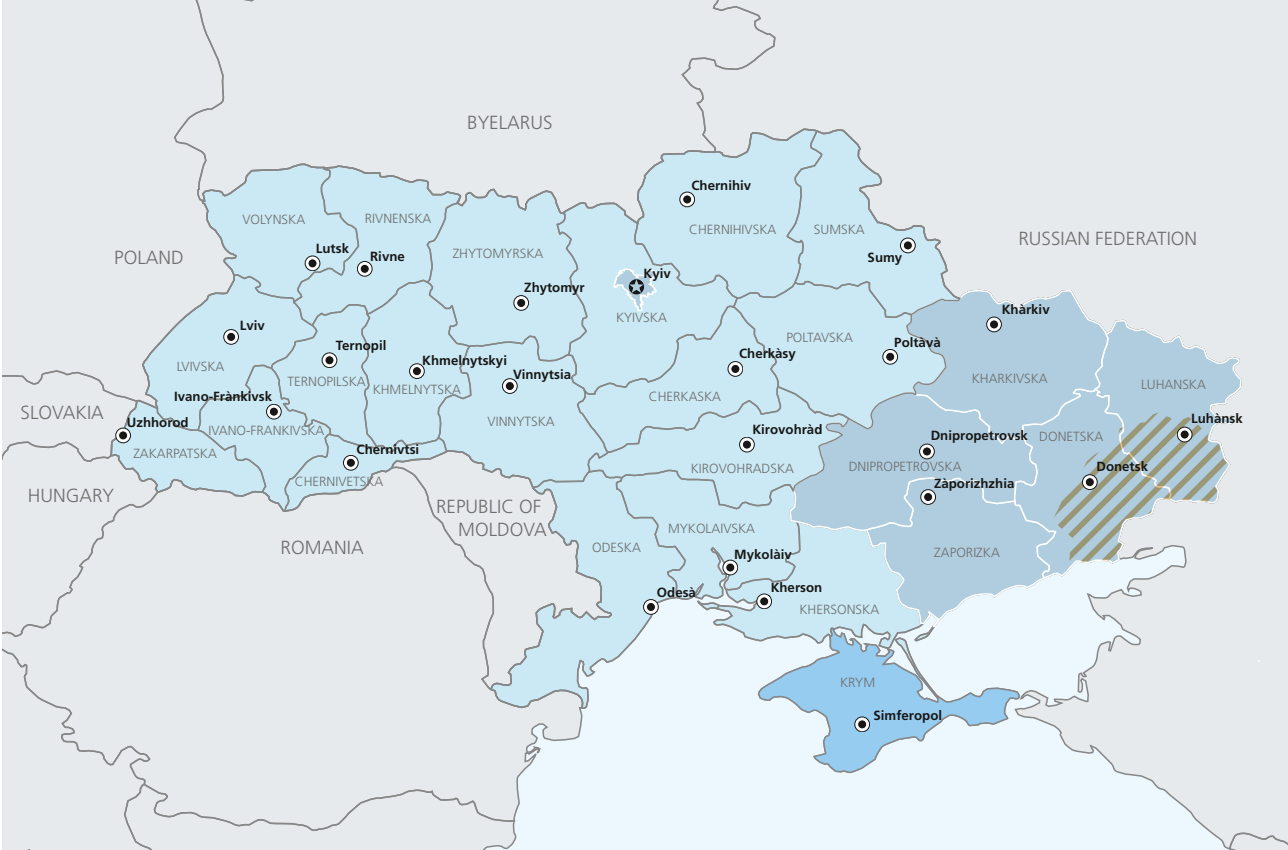 BYELARUS
Chernihiv
VOLYNSKA
RIVNENSKA
CHERNIHIVSKA
SUMSKA
RUSSIAN FEDERATION
ZHYTOMYRSKA
Lutsk
Rivne
POLAND
Sumy
Kyiv
Zhytomyr
KYIVSKA
Khàrkiv
Lviv
POLTAVSKA
Poltàvà
Ternopil
Cherkàsy
LVIVSKA
Khmelnytskyi
Vinnytsia
TERNOPILSKA
KHMELNYTSKA
KHARKIVSKA
LUHANSKA
Ivano-Frànkivsk
CHERKASKA
SLOVAKIA
Uzhhorod
VINNYTSKA
Luhànsk
IVANO-FRANKIVSKA
Kirovohràd
Dnipropetrovsk
DONETSKA
ZAKARPATSKA
Chernivtsi
KIROVOHRADSKA
DNIPROPETROVSKA
Donetsk
CHERNIVETSKA
Zàporizhzhia
HUNGARY
REPUBLIC OF
MOLDOVA
MYKOLAIVSKA
ROMANIA
ODESKA
Mykolàiv
ZAPORIZKA
Odesà
Kherson
KHERSONSKA
KRYM
Simferopol